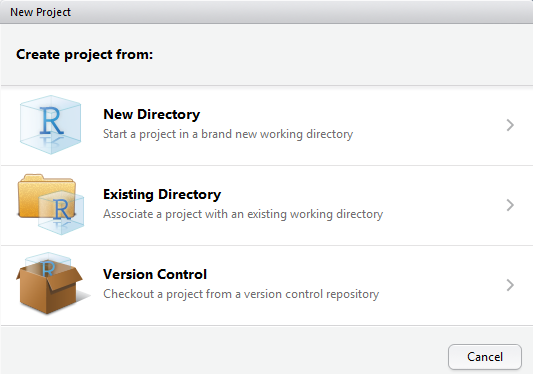 New Project
Create project from:
R
New Directory
Start a project in a brand new working directory
R
Existing Directory
Associate a project with an existing working directory
R
Version Control
Checkout a project from a version control repository
Cancel